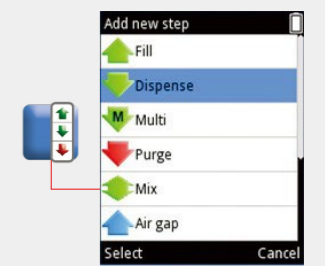 Add new step
Fill
Dispense
M Multi
Purge
Mix
Air gap
Select Cancel